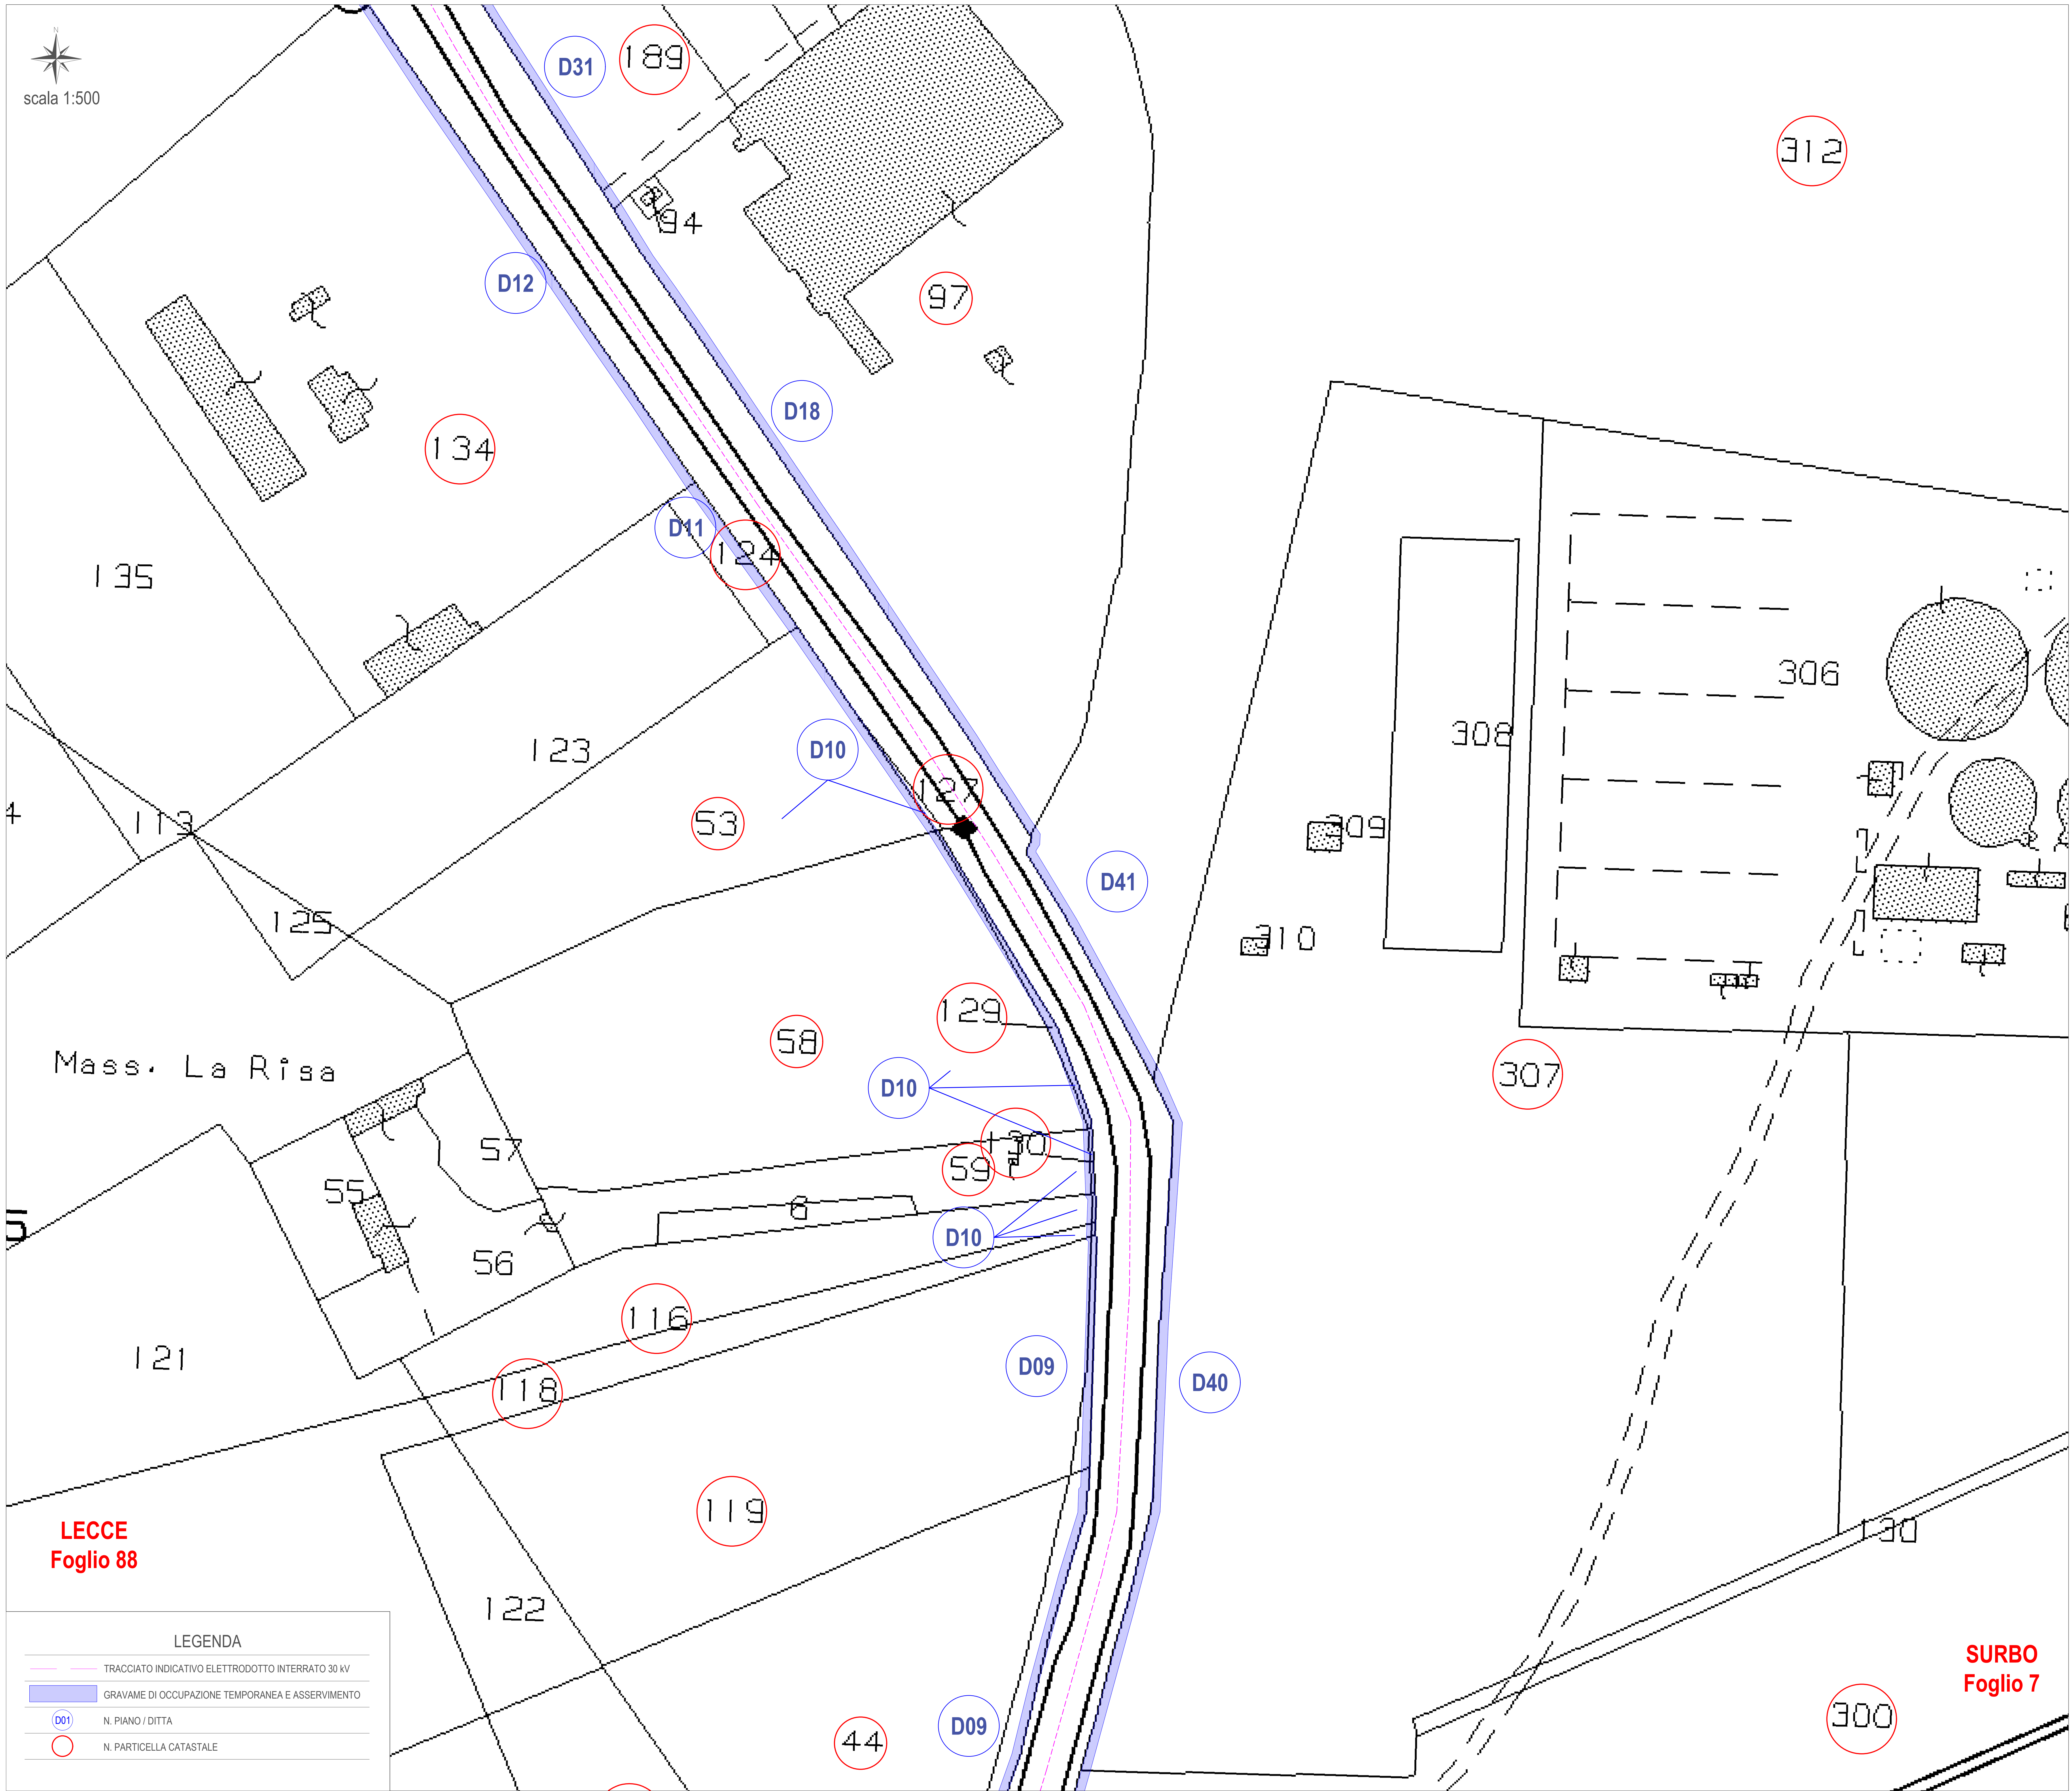 N
scala 1:500
D31
189
312
94
D12
97
D18
134
D11
124
135
306
308
123
D10
127
53
113
4
309
D41
125
310
129
58
Mass. La Risa
307
D10
130
57
59
55
6
5
D10
56
116
121
D09
118
D40
119
LECCE
Foglio 88
130
122
SURBO
Foglio 7
300
D09
44
LEGENDA
TRACCIATO INDICATIVO ELETTRODOTTO INTERRATO 30 kV
GRAVAME DI OCCUPAZIONE TEMPORANEA E ASSERVIMENTO
D01
N. PIANO / DITTA
N. PARTICELLA CATASTALE